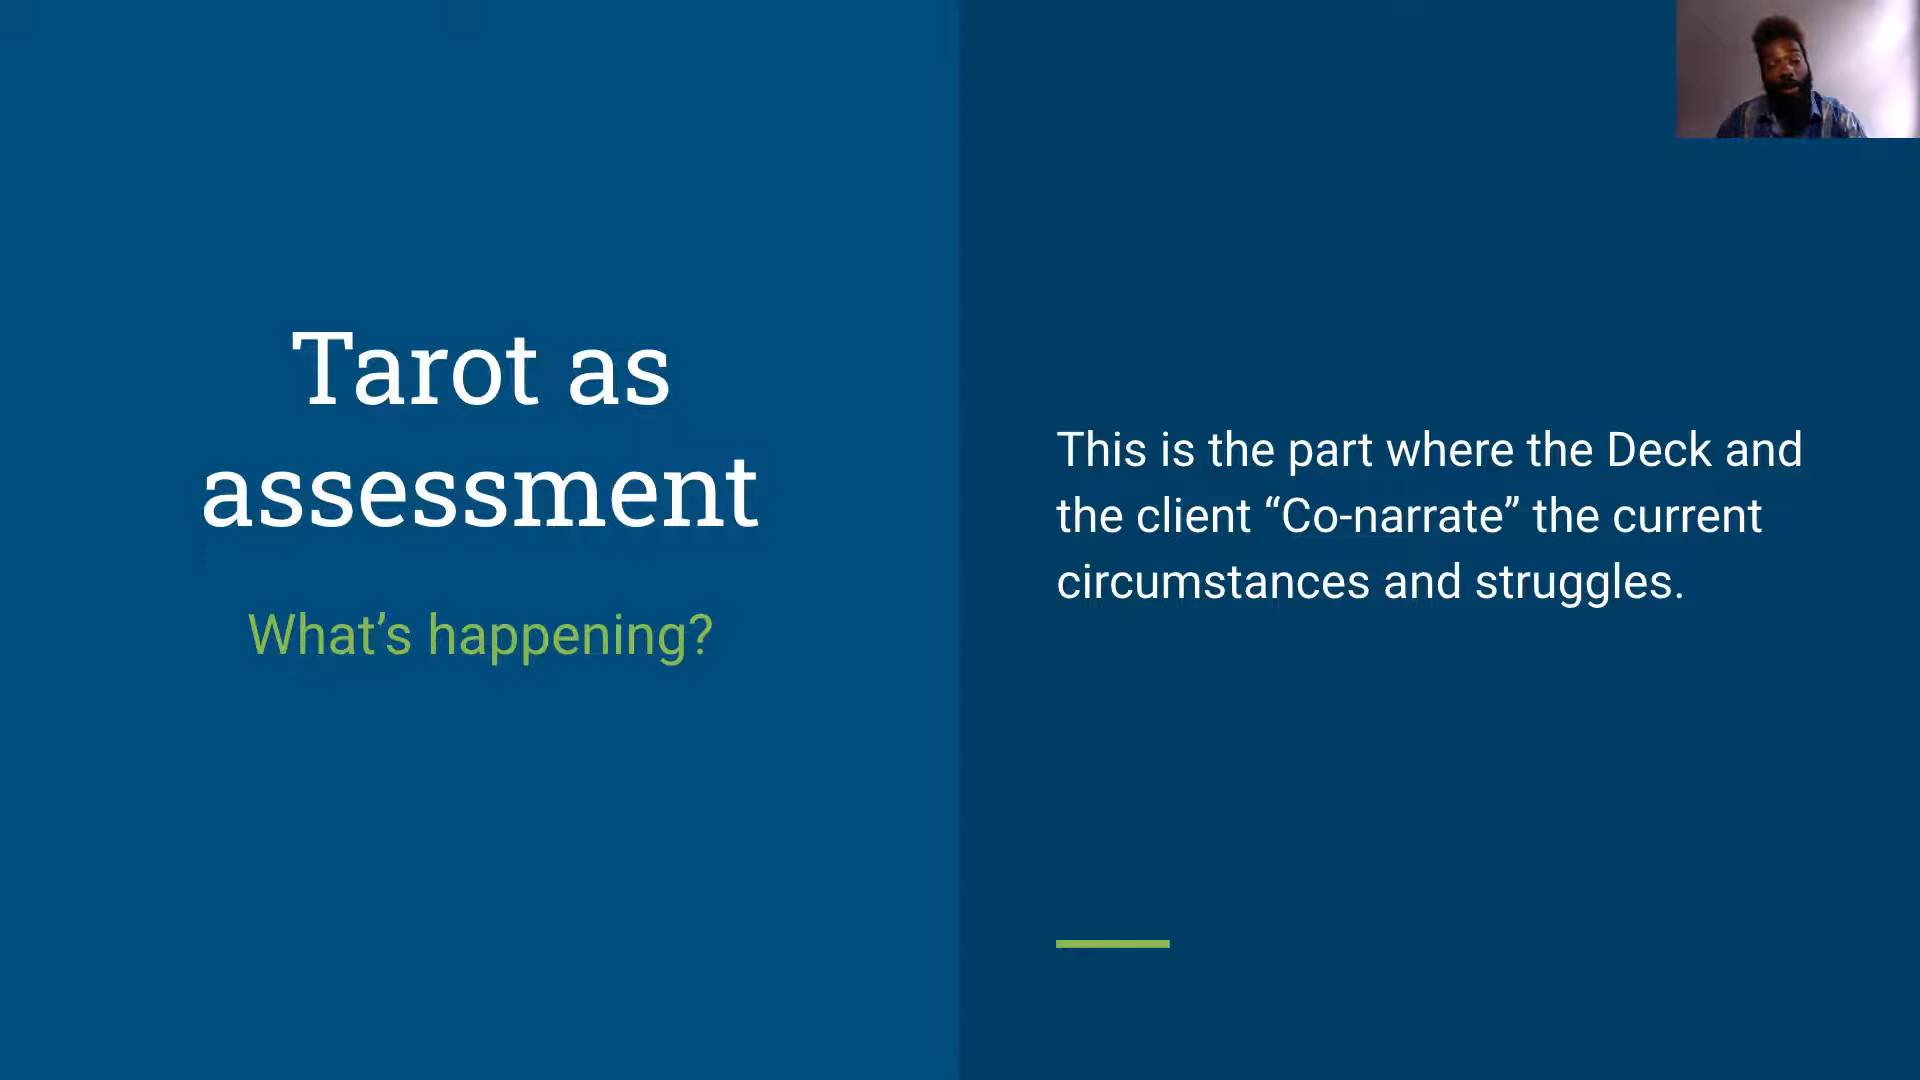 Tarot as
assessment
What’s happening?
This is the part where the Deck and
the client “Co-narrate” the current
circumstances and struggles.